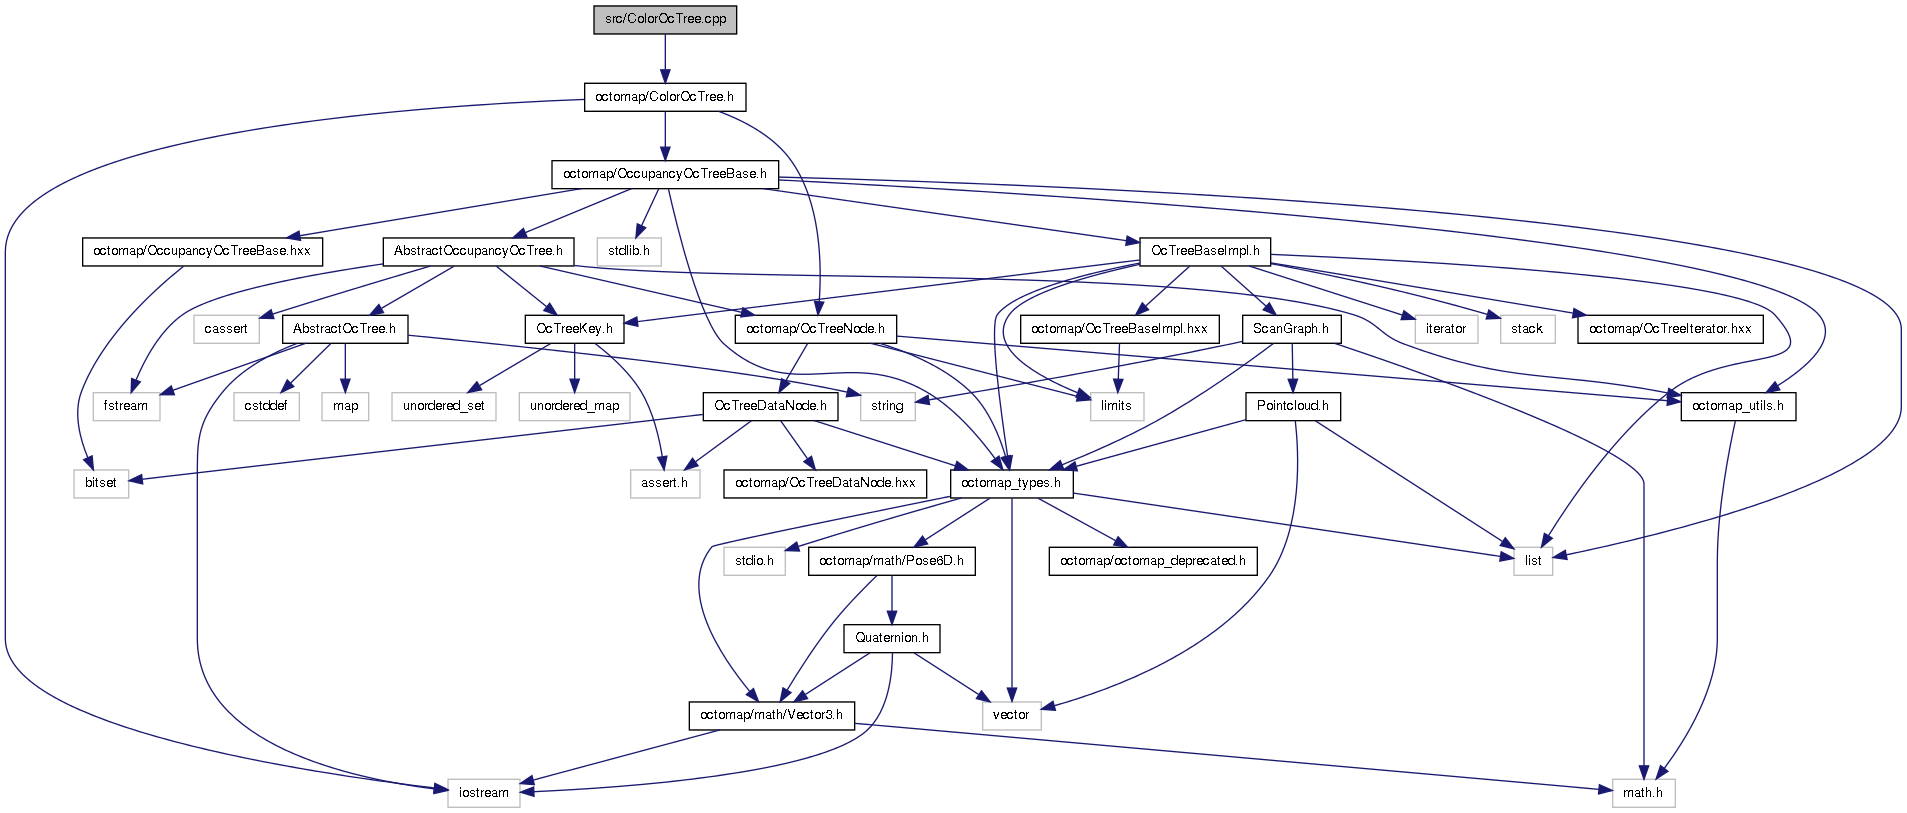 src/ColorOcTree.cpp
octomap/ColorOcTree.h
octomap/OccupancyOcTreeBase.h
octomap/OccupancyOcTreeBase.hxx
AbstractOccupancyOcTree.h
stdlib.h
OcTreeBaseImpl.h
cassert
AbstractOcTree.h
OcTreeKey.h
octomap/OcTreeNode.h
octomap/OcTreeBaseImpl.hxx
ScanGraph.h
iterator
stack
octomap/OcTreeIterator.hxx
fstream
cstddef
map
unordered_set
unordered_map
OcTreeDataNode.h
string
limits
Pointcloud.h
octomap_utils.h
bitset
assert.h
octomap/OcTreeDataNode.hxx
octomap_types.h
stdio.h
octomap/math/Pose6D.h
octomap/octomap_deprecated.h
list
Quaternion.h
octomap/math/Vector3.h
vector
iostream
math.h